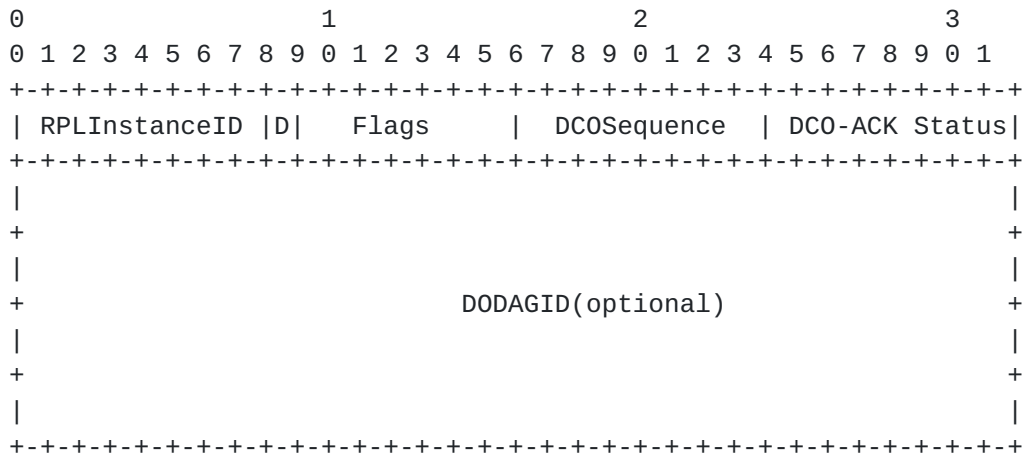 0                   1                   2                   3
0 1 2 3 4 5 6 7 8 9 0 1 2 3 4 5 6 7 8 9 0 1 2 3 4 5 6 7 8 9 0 1
+-+-+-+-+-+-+-+-+-+-+-+-+-+-+-+-+-+-+-+-+-+-+-+-+-+-+-+-+-+-+-+-+
| RPLInstanceID |D|   Flags     |  DCOSequence  | DCO-ACK Status|
+-+-+-+-+-+-+-+-+-+-+-+-+-+-+-+-+-+-+-+-+-+-+-+-+-+-+-+-+-+-+-+-+
|                                                               |
+                                                               +
|                                                               |
+                            DODAGID(optional)                  +
|                                                               |
+                                                               +
|                                                               |
+-+-+-+-+-+-+-+-+-+-+-+-+-+-+-+-+-+-+-+-+-+-+-+-+-+-+-+-+-+-+-+-+